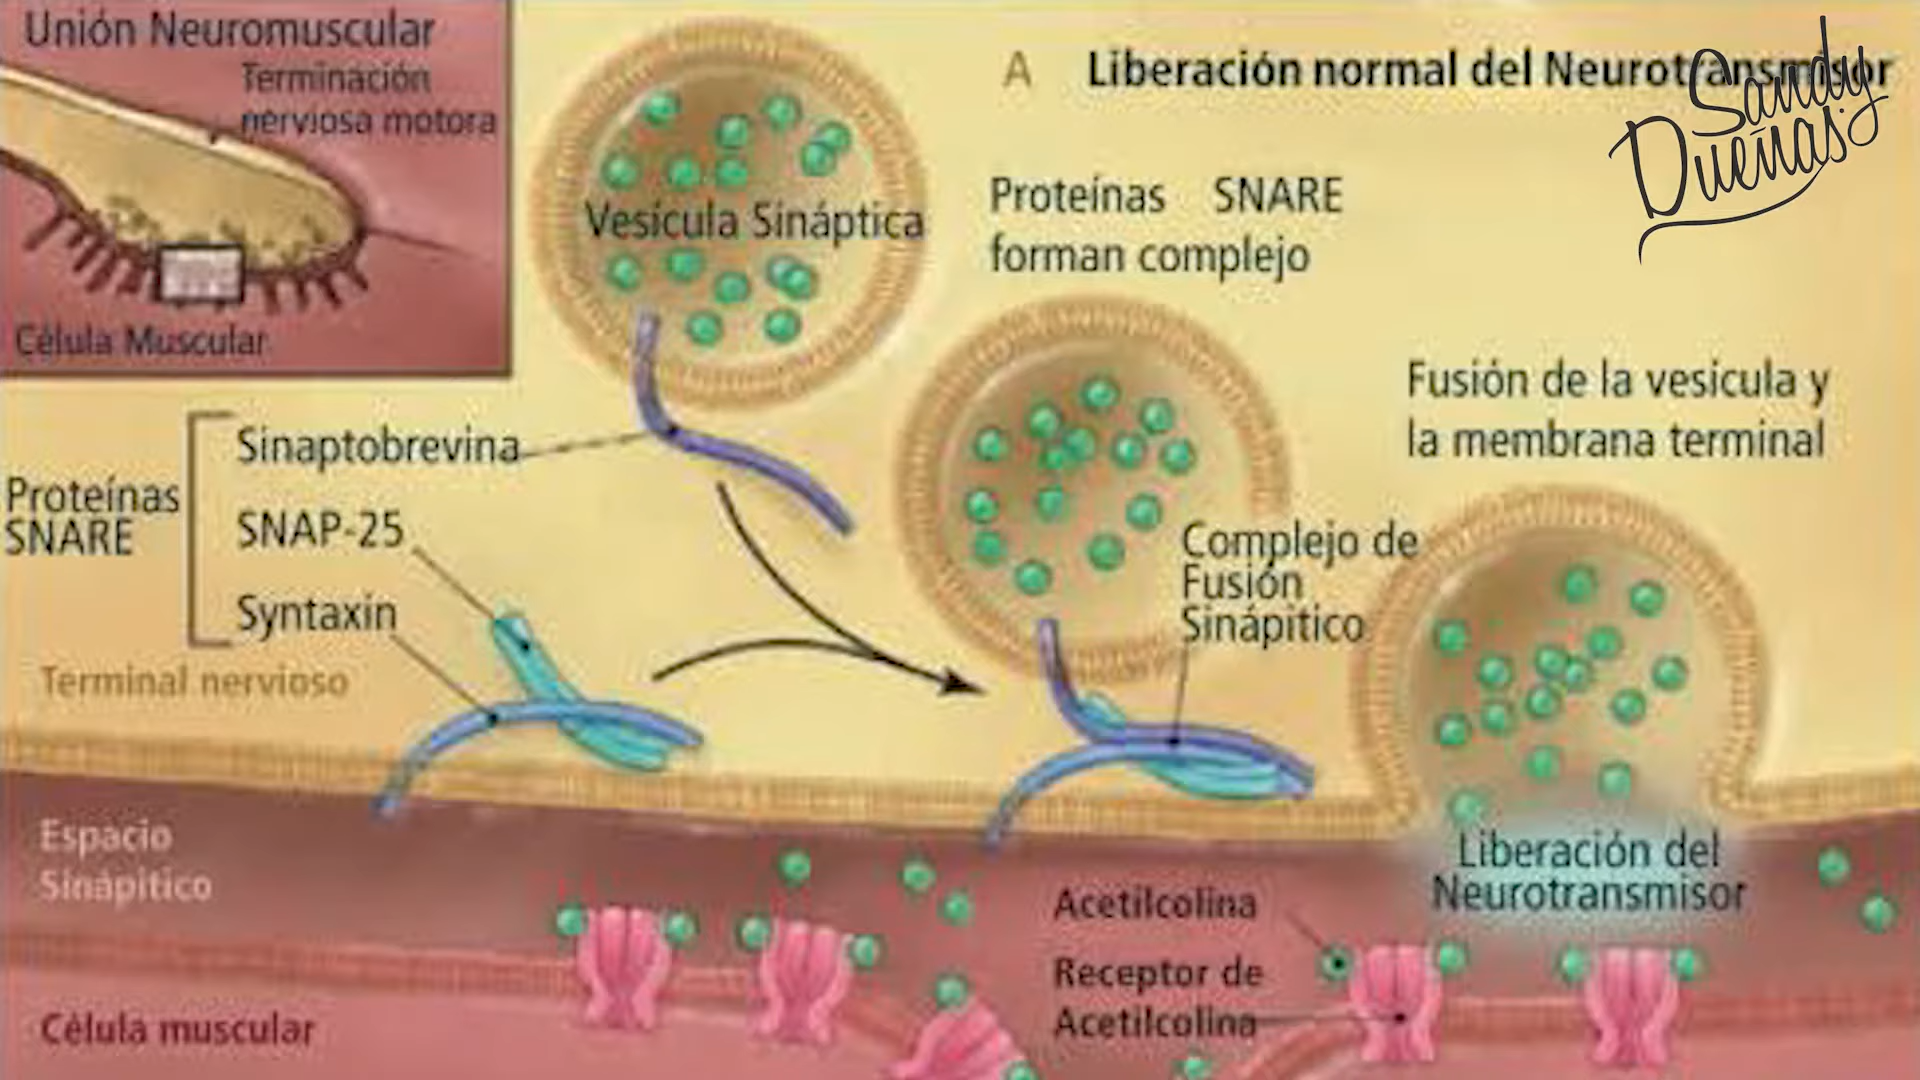 Unión Neuromuscular
Terminación
nerviosa motora
Célula Muscular
A Liberación normal del Neurotransmisor
Sandy
Dueñas
Vesícula Sináptica
Proteínas SNARE
forman complejo
Fusión de la vesicula y
la membrana terminal
Proteínas
SNARE
Sinaptobrevina
SNAP-25
Syntaxin
Complejo de
Fusión
Sinápitico
Terminal nervioso
Espacio
Sinápitico
Liberación del
Neurotransmisor
Acetilcolina
Receptor de
Acetilcolina
Célula muscular